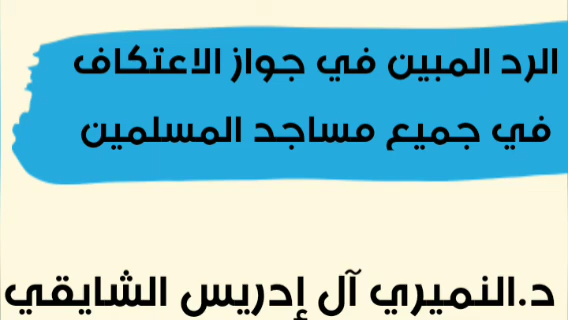 الرد المبين في جواز الاعتكاف
في جميع مساجد المسلمين
د.النميري آل إدريس الشايقي